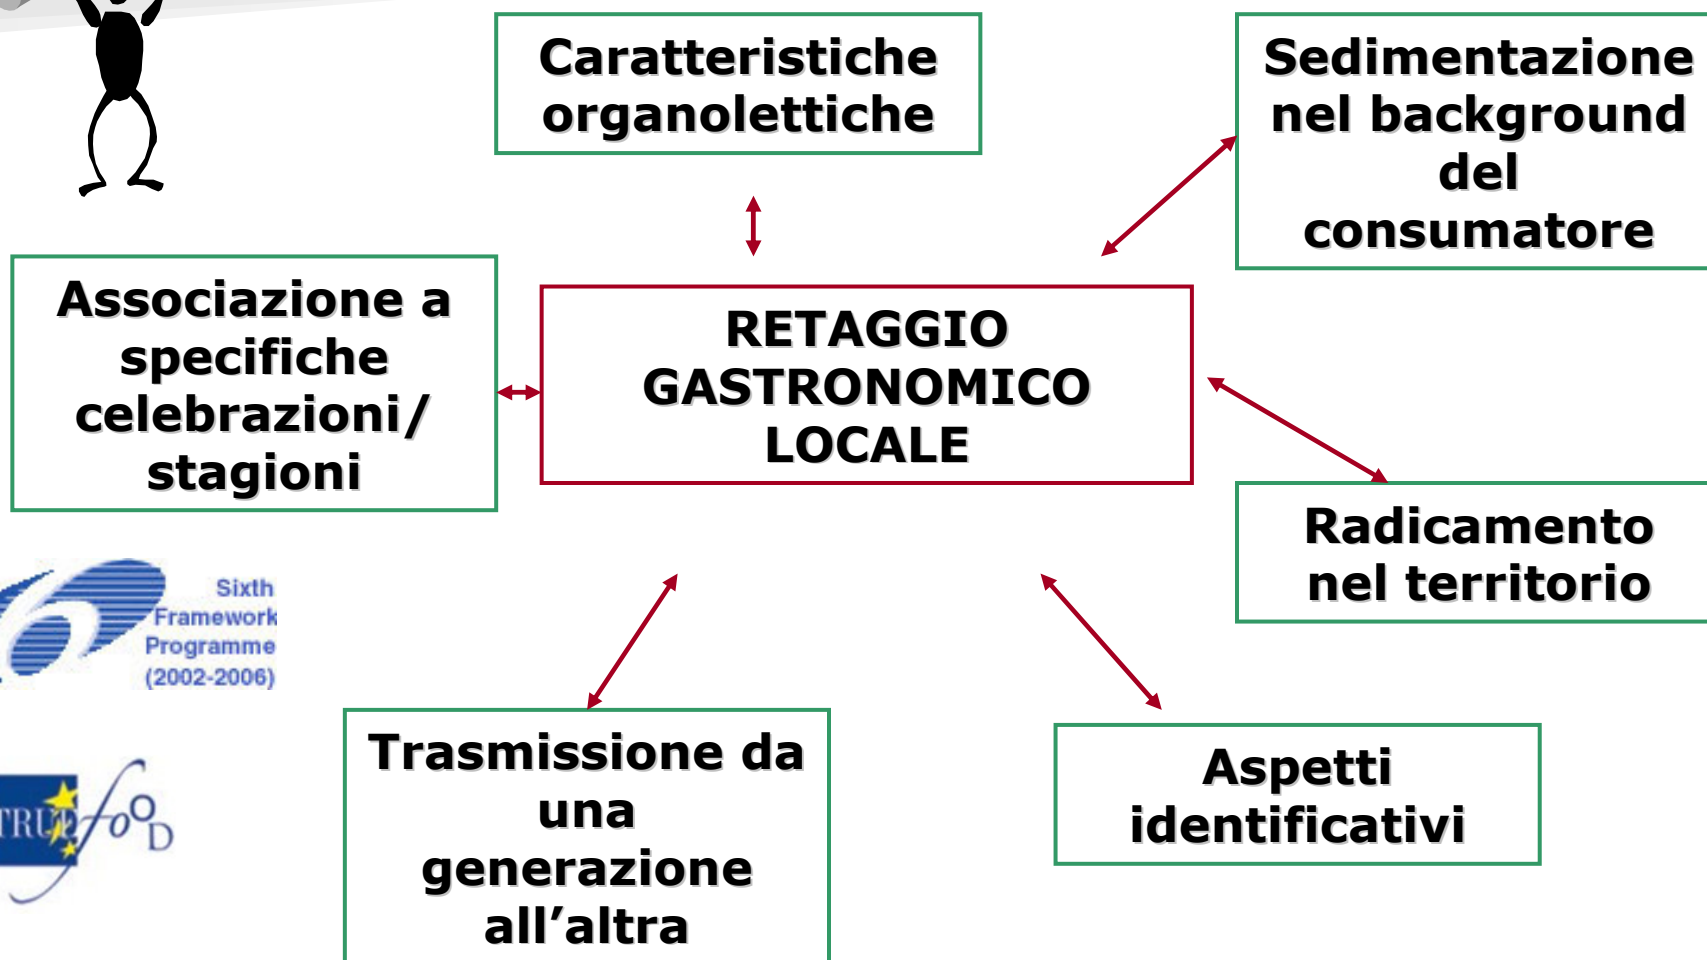 Caratteristiche
organolettiche
Sedimentazione
nel background
del
consumatore
Associazione a
specifiche
celebrazioni/
stagioni
RETAGGIO
GASTRONOMICO
LOCALE
Radicamento
nel territorio
Sixth
Framework
Programme
(2002-2006)
Trasmissione da
una
generazione
all’altra
Aspetti
identificativi
TRUEfooD